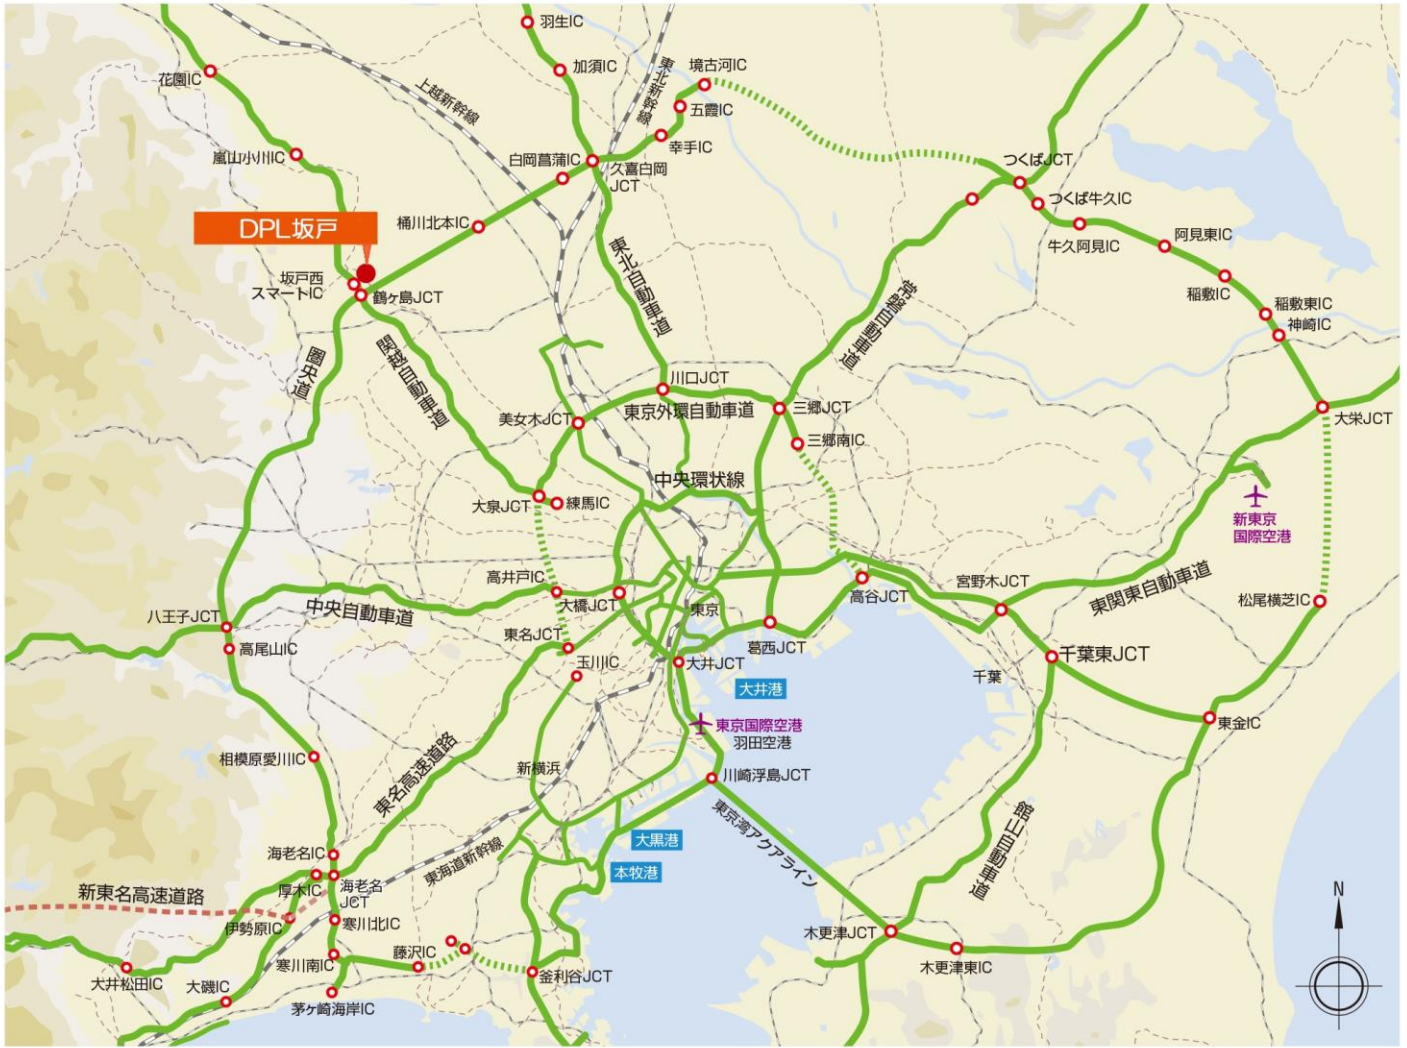 羽生IC
花園IC
加須IC
境古河IC
東北新幹線
上越新幹線
五霞IC
幸手IC
嵐山小川IC
白岡菖蒲IC
久喜白岡
JCT
つくばJCT
つくば牛久IC
DPL坂戸
桶川北本IC
牛久阿見IC
阿見東IC
坂戸西
スマートIC
鶴ヶ島JCT
東北自動車道
常磐自動車道
稲敷IC
稲敷東IC
神崎IC
圏央道
関越自動車道
川口JCT
東京外環自動車道
三郷JCT
大栄JCT
美女木JCT
三郷南IC
中央環状線
大泉JCT
練馬IC
新東京
国際空港
高井戸IC
大橋JCT
東京
高谷JCT
宮野木JCT
東関東自動車道
松尾横芝IC
八王子JCT
中央自動車道
高尾山IC
東名JCT
玉川IC
葛西JCT
大井JCT
千葉東JCT
千葉
大井港
東京国際空港
羽田空港
東金IC
相模原愛川IC
東名高速道路
新横浜
川崎浮島JCT
東京湾アクアライン
館山自動車道
大黒港
海老名IC
東海道新幹線
本牧港
厚木IC
海老名
JCT
新東名高速道路
伊勢原IC
寒川北IC
N
木更津JCT
藤沢IC
寒川南IC
木更津東IC
大井松田IC
大磯IC
釜利谷JCT
茅ヶ崎海岸IC